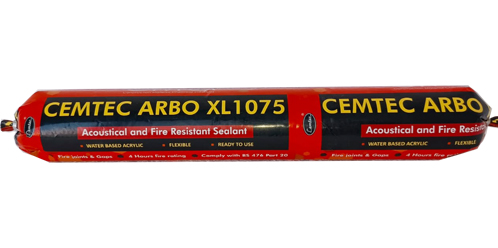 CEMTEC ARBO XL1075
Acoustical and Fire Resistant Sealant
WATER BASED ACRYLIC FLEXIBLE READY TO USE
Fire Joints & Gaps 4 Hours fire rating Comply with BS 476 Part 20
CEMTEC ARBO
Acoustical and Fire Resis
WATER BASED ACRYLIC FLEXIBLE
Fire Joints & Gaps 4 Hours fire